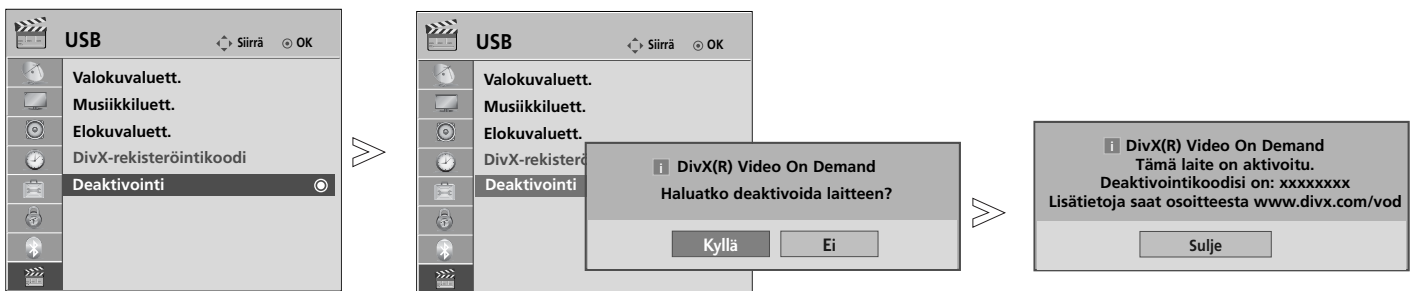 USB
Siirrä
OK
Valokuvaluett.
Musiikkiluett.
Elokuvaluett.
DivX-rekisteröintikoodi
Deaktivointi
USB
Siirrä
OK
Valokuvaluett.
Musiikkiluett.
Elokuvaluett.
DivX-rekisterö
Deaktivointi
i DivX(R) Video On Demand
Haluatko deaktivoida laitteen?
Kyllä
Ei
i DivX(R) Video On Demand
Tämä laite on aktivoitu.
Deaktivointikoodisi on: xxxxxxxx
Lisätietoja saat osoitteesta www.divx.com/vod
Sulje